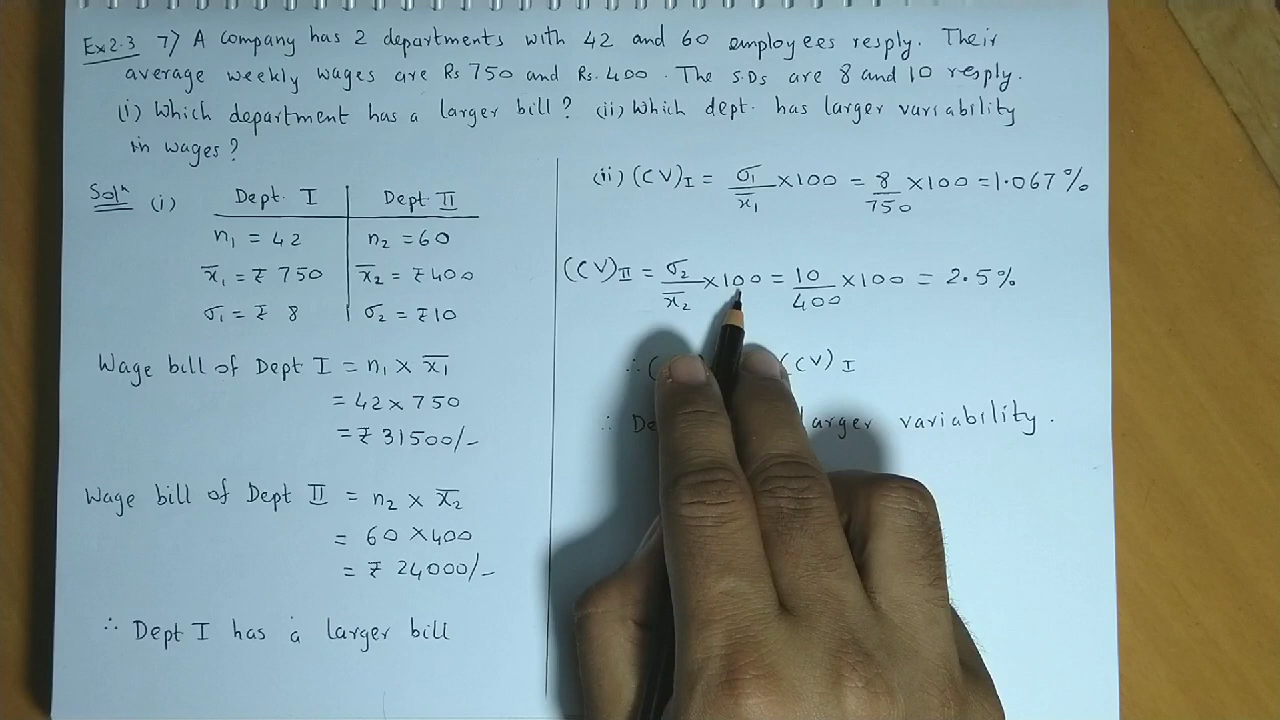 Ex 2.3 7) A company has 2 departments with 42 and 60 employees resply. Their
average weekly wages are Rs 750 and Rs. 400. The S.Ds are 8 and 10 resply.
(i) Which department has a larger bill? (ii) Which dept. has larger variability
in wages?
Solⁿ (i)
Dept. I Dept. II
n₁ = 42 n₂ = 60
x̅₁ = ₹ 750 x̅₂ = ₹ 400
σ₁ = ₹ 8 σ₂ = ₹ 10
Wage bill of Dept I = n₁ × x̅₁
= 42 × 750
= ₹ 31500/-
Wage bill of Dept II = n₂ × x̅₂
= 60 × 400
= ₹ 24000/-
∴ Dept I has a larger bill
(ii) (CV)I = σ₁/x̅₁ × 100 = 8/750 × 100 = 1.067 %
(CV)II = σ₂/x̅₂ × 100 = 10/400 × 100 = 2.5 %
∴ ( (CV) I
∴ De larger variability.